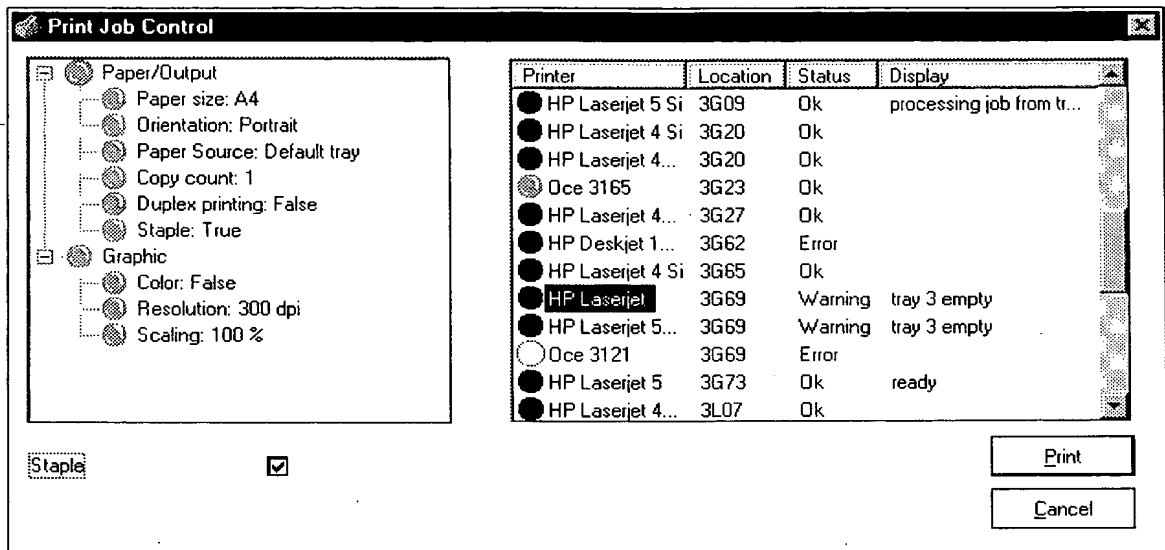 Print Job Control
Paper/Output
Paper size: A4
Orientation: Portrait
Paper Source: Default tray
Copy count: 1
Duplex printing: False
Staple: True
Graphic
Color: False
Resolution: 300 dpi
Scaling: 100 %
Printer Location Status Display
HP Laserjet 5 Si 3G09 Ok processing job from tr...
HP Laserjet 4 Si 3G20 Ok
HP Laserjet 4... 3G20 Ok
Oce 3165 3G23 Ok
HP Laserjet 4... 3G27 Ok
HP Deskjet 1... 3G62 Error
HP Laserjet 4 Si 3G65 Ok
HP Laserjet 3G69 Warning tray 3 empty
HP Laserjet 5... 3G69 Warning tray 3 empty
Oce 3121 3G69 Error
HP Laserjet 5 3G73 Ok ready
HP Laserjet 4... 3L07 Ok
Staple
Print
Cancel